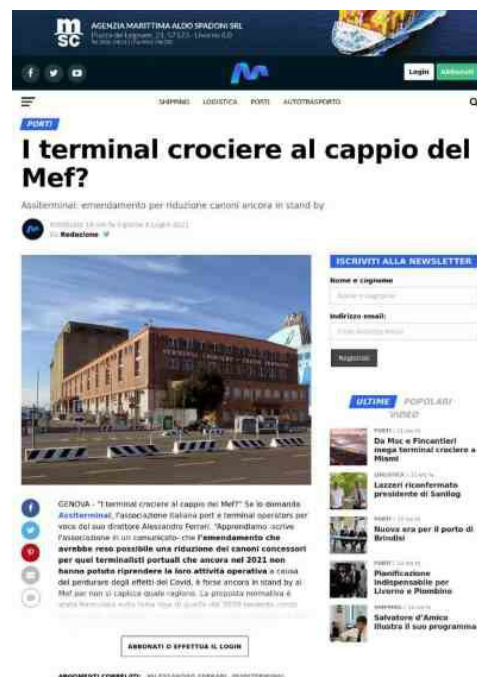 msc
AGENZIA MARITTIMA ALDO SPADONI SRL
Login
Abbonati
SHIPPING LOGISTICA PORTI AUTOTRASPORTO
PORTI
I terminal crociere al cappio del
Mef?
Assiterminal: emendamento per riduzione canoni ancora in stand by
Redazione
ISCRIVITI ALLA NEWSLETTER
Nome e cognome
Nome e cognome
Indirizzo email:
Registrati
ULTIME POPOLARI
VIDEO
Da Msc e Fincantieri
mega terminal crociere a
Miami
Lazzeri riconfermato
presidente di Sanilog
Nuova era per il porto di
Brindisi
Pianificazione
indispensabile per
Livorno e Piombino
Salvatore d'Amico
illustra il suo programma
GENOVA - "I terminal crociere al cappio del Mef?" Se lo domanda
Assiterminal, l'associazione italiana port e terminal operators per
voce del suo direttore Alessandro Ferrari. "Apprendiamo -scrive
l'associazione in un comunicato- che l'emendamento che
avrebbe reso possibile una riduzione dei canoni concessori
per quei terminalisti portuali che ancora nel 2021 non
hanno potuto riprendere la loro attività operativa a causa
del perdurare degli effetti del Covid, è forse ancora in stand by al
Mef per non si capisce quale ragione. La proposta normativa è
ABBONATI O EFFETTUA IL LOGIN
ARGOMENTI CORRELATI: